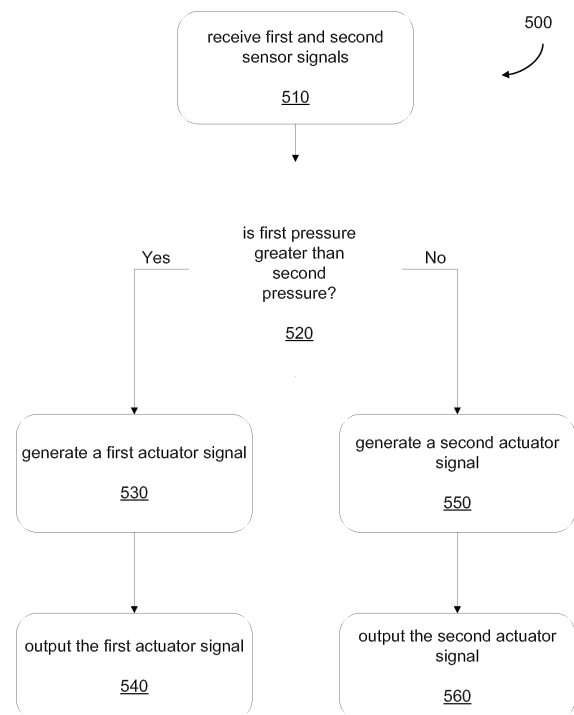 500
receive first and second
sensor signals
510
is first pressure
greater than
second
pressure?
520
Yes
No
generate a first actuator signal
530
generate a second actuator
signal
550
output the first actuator signal
540
output the second actuator
signal
560